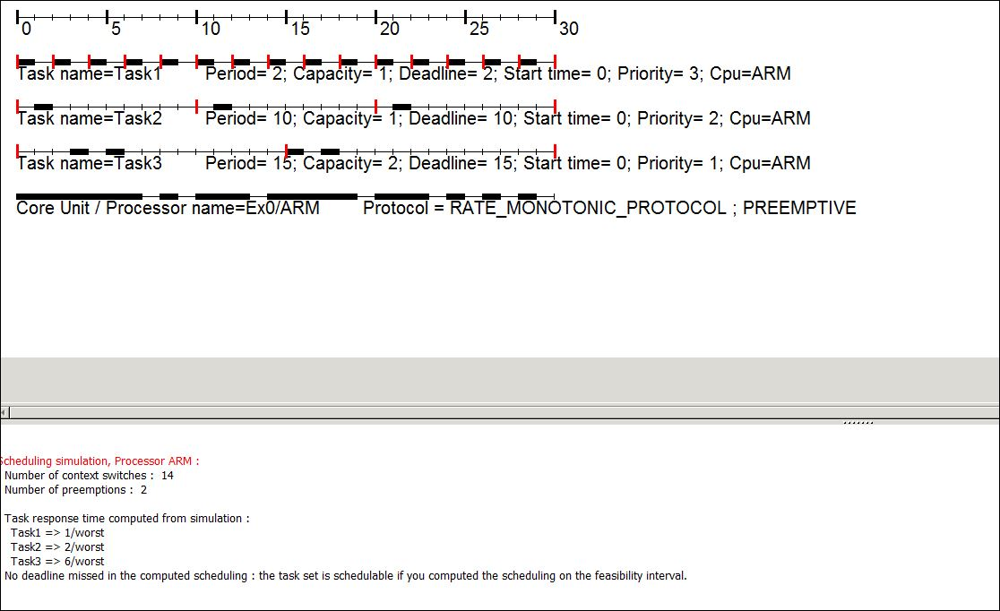 0 5 10 15 20 25 30
Task name=Task1 Period= 2; Capacity= 1; Deadline= 2; Start time= 0; Priority= 3; Cpu=ARM
Task name=Task2 Period= 10; Capacity= 1; Deadline= 10; Start time= 0; Priority= 2; Cpu=ARM
Task name=Task3 Period= 15; Capacity= 2; Deadline= 15; Start time= 0; Priority= 1; Cpu=ARM
Core Unit / Processor name=Ex0/ARM Protocol = RATE_MONOTONIC_PROTOCOL ; PREEMPTIVE
Scheduling simulation, Processor ARM :
Number of context switches : 14
Number of preemptions : 2
Task response time computed from simulation :
Task1 => 1/worst
Task2 => 2/worst
Task3 => 6/worst
No deadline missed in the computed scheduling : the task set is schedulable if you computed the scheduling on the feasibility interval.